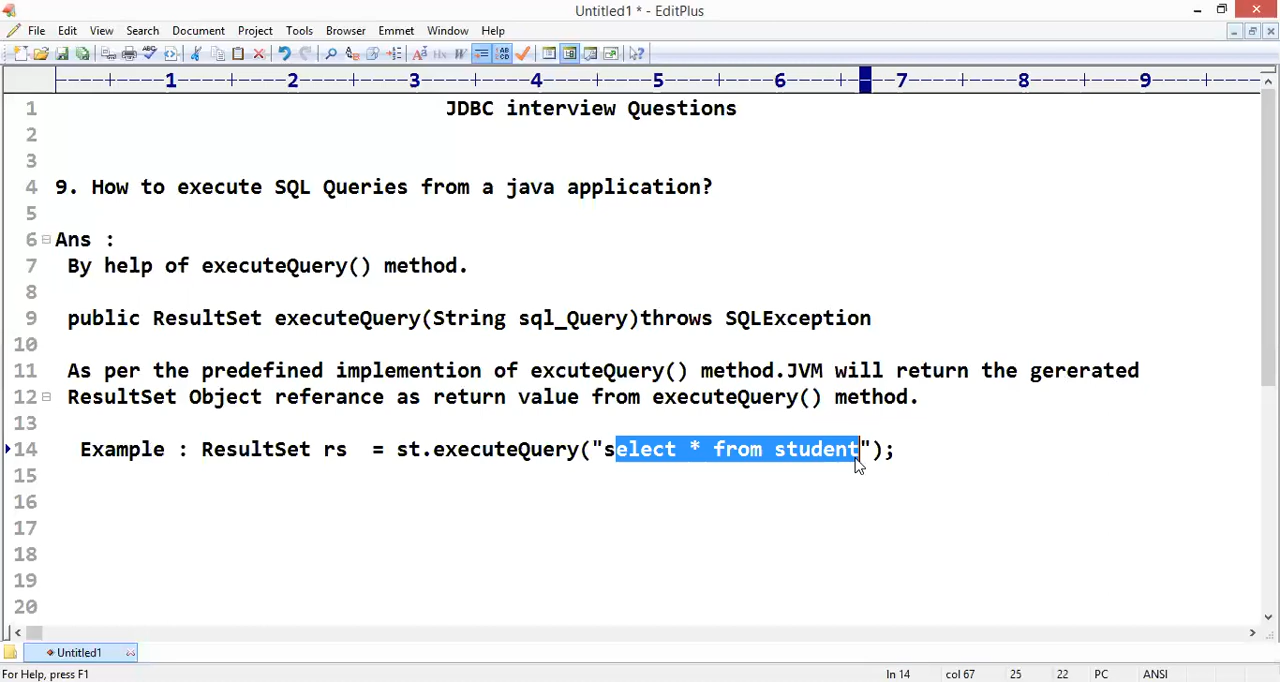 Untitled1 * - EditPlus
File Edit View Search Document Project Tools Browser Emmet Window Help
1 2 3 4 5 6 7 8 9
1 JDBC interview Questions
2
3
4 9. How to execute SQL Queries from a java application?
5
6 Ans :
7 By help of executeQuery() method.
8
9 public ResultSet executeQuery(String sql_Query)throws SQLException
10
11 As per the predefined implemention of excuteQuery() method.JVM will return the gererated
12 ResultSet Object referance as return value from executeQuery() method.
13
14 Example : ResultSet rs = st.executeQuery("select * from student");
15
16
17
18
19
20
Untitled1
For Help, press F1 ln 14 col 67 25 22 PC ANSI